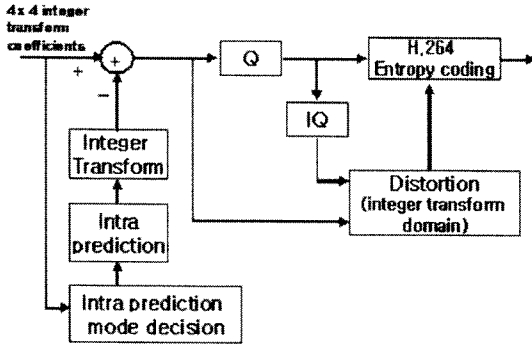 4x 4 integer
transform
coefficients
+
+
−
Q
H,264
Entropy coding
IQ
Integer
Transform
Distortion
(integer transform
domain)
Intra
prediction
Intra prediction
mode decision